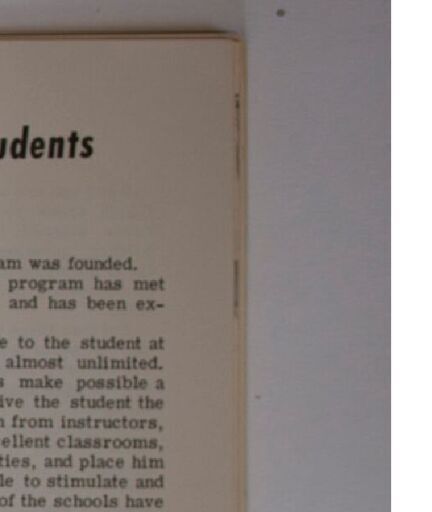 udents
am was founded.
program has met
and has been ex-
e to the student at
almost unlimited.
s make possible a
ive the student the
n from instructors,
ellent classrooms,
ties, and place him
le to stimulate and
of the schools have